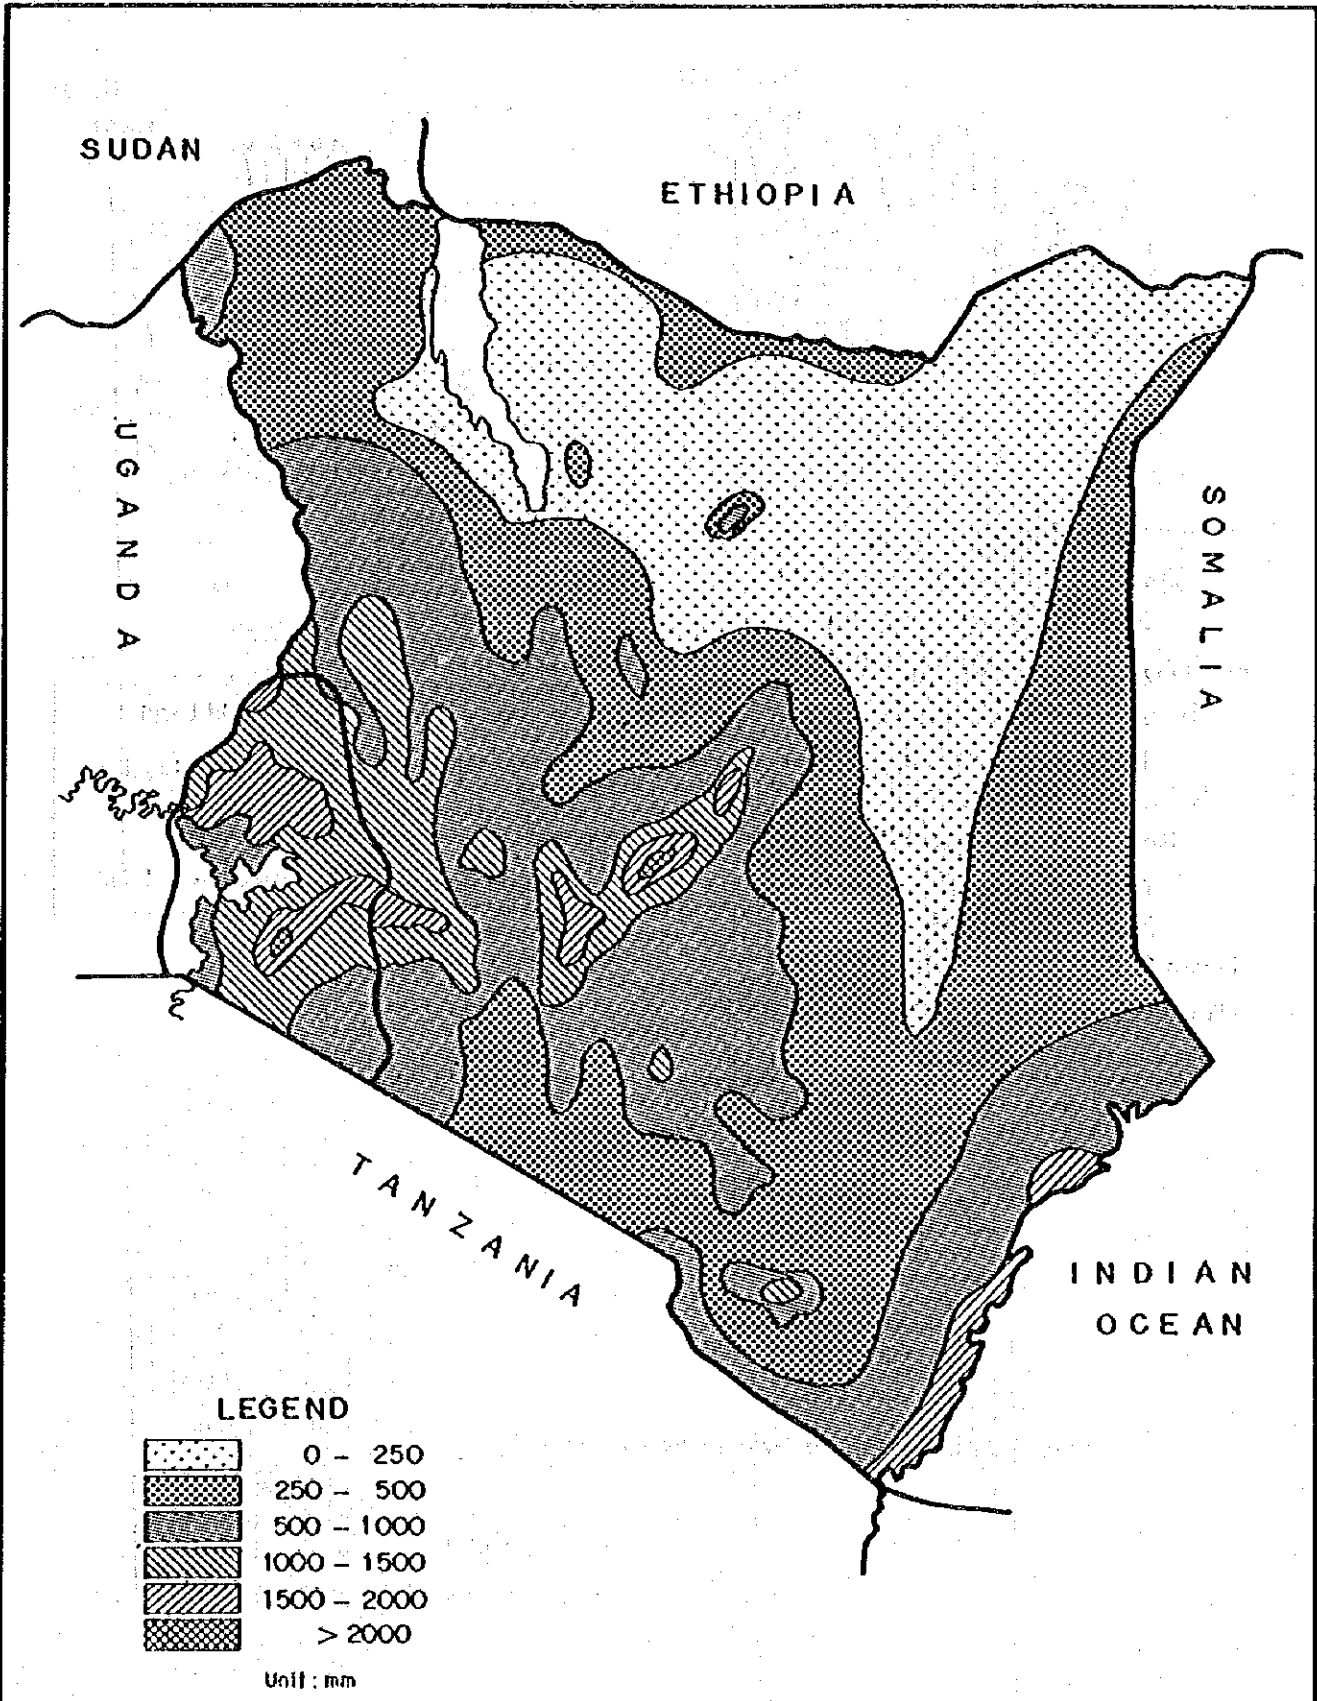 SUDAN
ETHIOPIA
UGANDA
SOMALIA
TANZANIA
INDIAN
OCEAN
LEGEND
0 - 250
250 - 500
500 - 1000
1000 - 1500
1500 - 2000
> 2000
Unit : mm